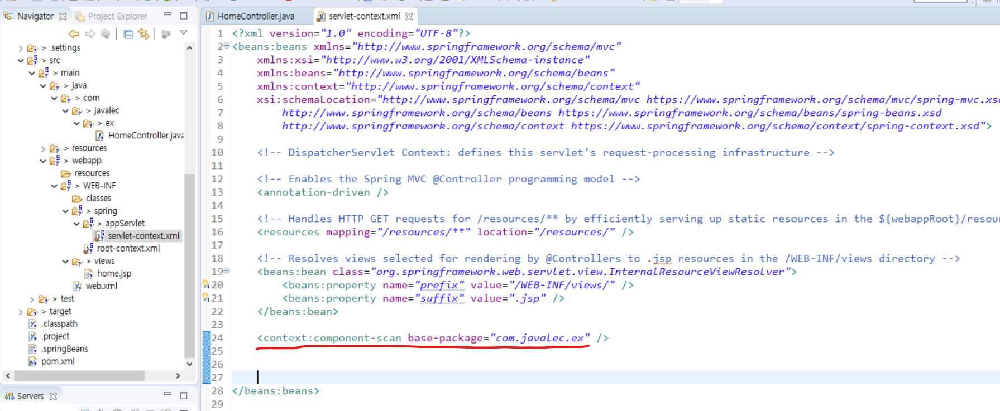 Navigator
Project Explorer
> .settings
> src
> main
> java
> com
> javalec
> ex
HomeController.java
> resources
> webapp
resources
> WEB-INF
classes
> spring
> appServlet
servlet-context.xml
root-context.xml
> views
home.jsp
web.xml
> test
> target
.classpath
.project
.springBeans
pom.xml
Servers
HomeController.java
servlet-context.xml
1 <?xml version="1.0" encoding="UTF-8"?>
2 <beans:beans xmlns="http://www.springframework.org/schema/mvc"
3 xmlns:xsi="http://www.w3.org/2001/XMLSchema-instance"
4 xmlns:beans="http://www.springframework.org/schema/beans"
5 xmlns:context="http://www.springframework.org/schema/context"
6 xsi:schemaLocation="http://www.springframework.org/schema/mvc https://www.springframework.org/schema/mvc/spring-mvc.xsd
7 http://www.springframework.org/schema/beans https://www.springframework.org/schema/beans/spring-beans.xsd
8 http://www.springframework.org/schema/context https://www.springframework.org/schema/context/spring-context.xsd">
9
10 <!-- DispatcherServlet Context: defines this servlet's request-processing infrastructure -->
11
12 <!-- Enables the Spring MVC @Controller programming model -->
13 <annotation-driven />
14
15 <!-- Handles HTTP GET requests for /resources/** by efficiently serving up static resources in the ${webappRoot}/resour
16 <resources mapping="/resources/**" location="/resources/" />
17
18 <!-- Resolves views selected for rendering by @Controllers to .jsp resources in the /WEB-INF/views directory -->
19 <beans:bean class="org.springframework.web.servlet.view.InternalResourceViewResolver">
20 <beans:property name="prefix" value="/WEB-INF/views/" />
21 <beans:property name="suffix" value=".jsp" />
22 </beans:bean>
23
24 <context:component-scan base-package="com.javalec.ex" />
25
26
27
28 </beans:beans>
29